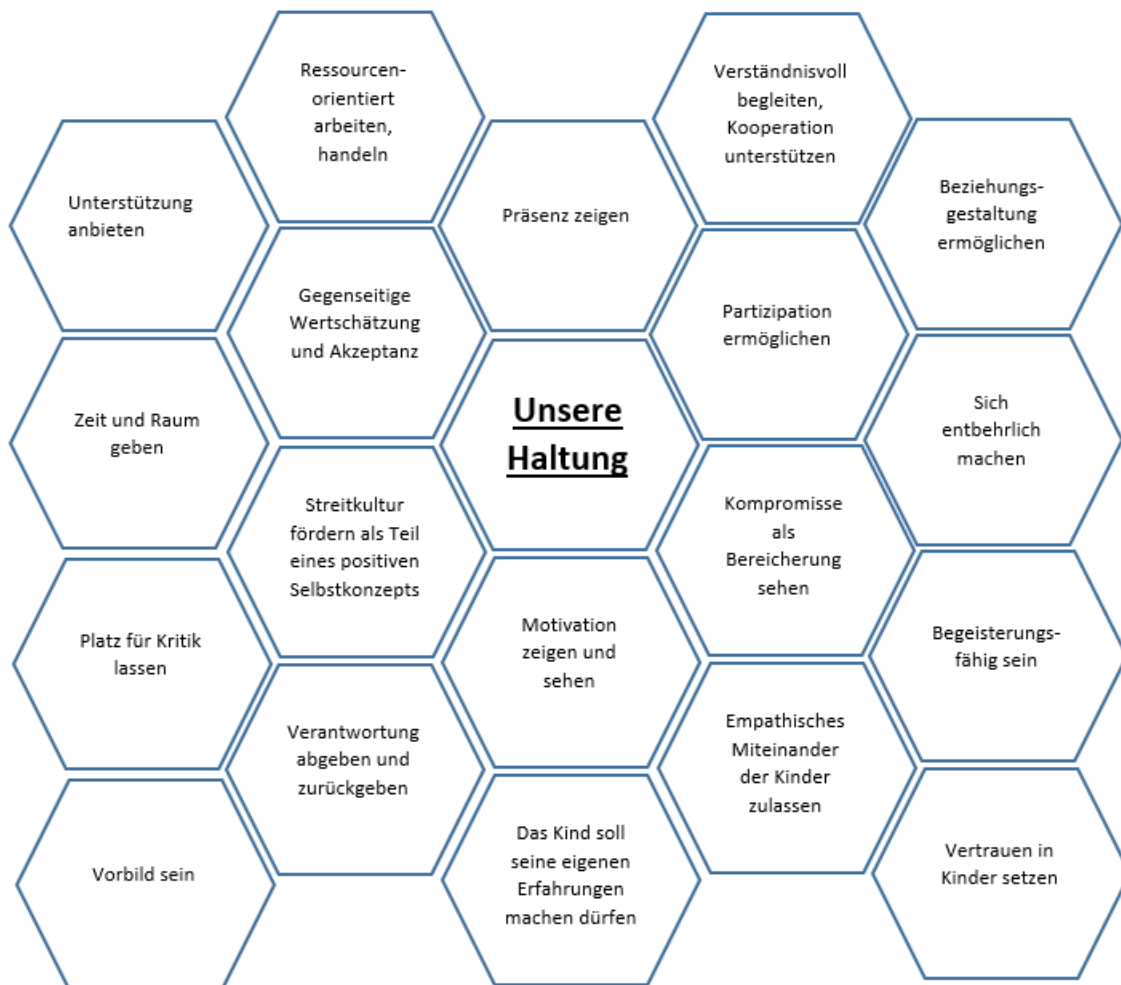 Ressourcen-
orientiert
arbeiten,
handeln
Verständnisvoll
begleiten,
Kooperation
unterstützen
Unterstützung
anbieten
Präsenz zeigen
Beziehungs-
gestaltung
ermöglichen
Gegenseitige
Wertschätzung
und Akzeptanz
Partizipation
ermöglichen
Zeit und Raum
geben
Unsere
Haltung
Sich
entbehrlich
machen
Streitkultur
fördern als Teil
eines positiven
Selbstkonzepts
Kompromisse
als
Bereicherung
sehen
Platz für Kritik
lassen
Motivation
zeigen und
sehen
Begeisterungs-
fähig sein
Verantwortung
abgeben und
zurückgeben
Empathisches
Miteinander
der Kinder
zulassen
Vorbild sein
Das Kind soll
seine eigenen
Erfahrungen
machen dürfen
Vertrauen in
Kinder setzen